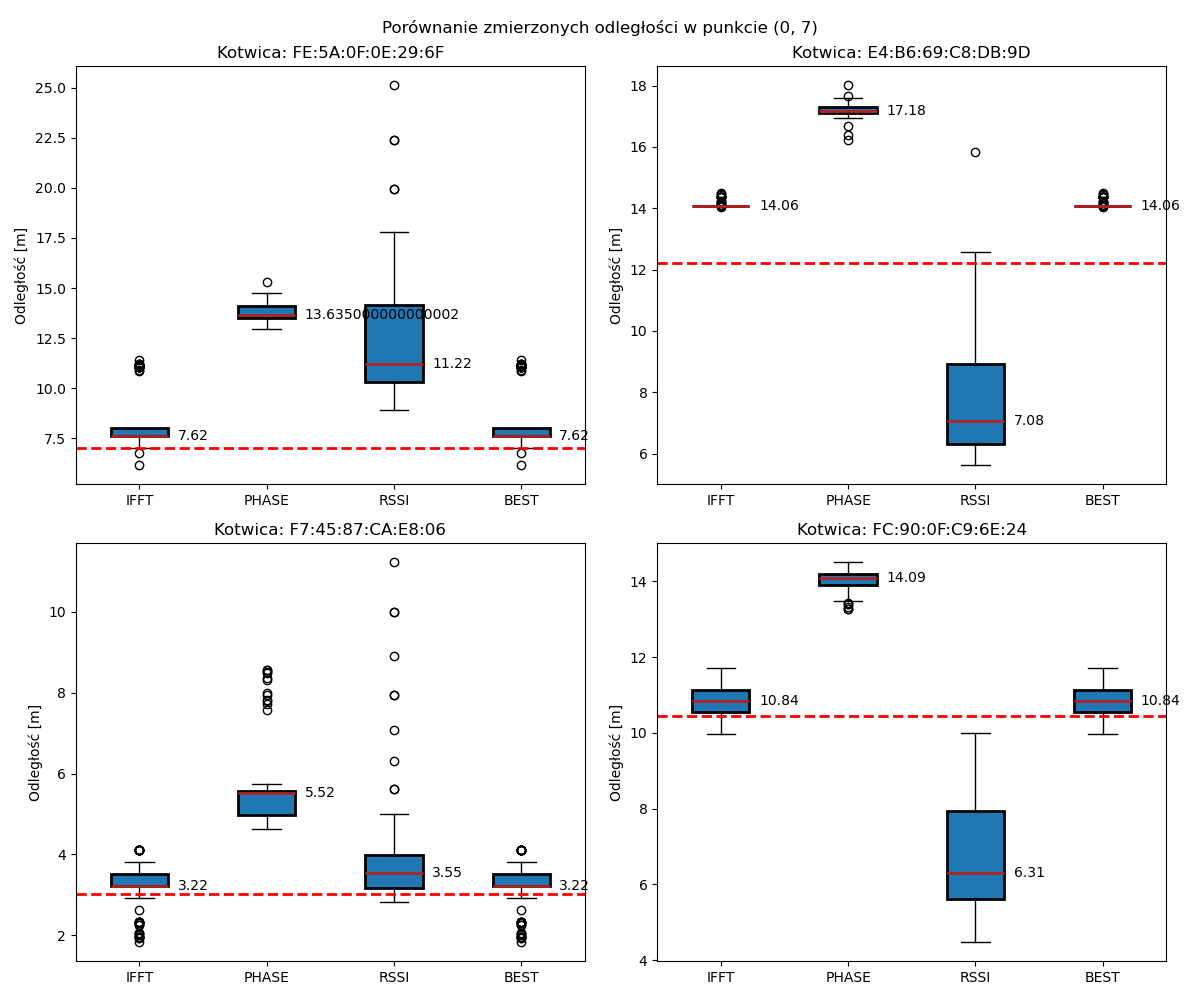 Porównanie zmierzonych odległości w punkcie (0, 7)
Kotwica: FE:5A:0F:0E:29:6F
25.0
22.5
20.0
17.5
15.0
12.5
10.0
7.5
Odległość [m]
7.62
13.635000000000002
11.22
7.62
IFFT
PHASE
RSSI
BEST
Kotwica: E4:B6:69:C8:DB:9D
18
16
14
12
10
8
6
Odległość [m]
14.06
17.18
7.08
14.06
IFFT
PHASE
RSSI
BEST
Kotwica: F7:45:87:CA:E8:06
10
8
6
4
2
Odległość [m]
3.22
5.52
3.55
3.22
IFFT
PHASE
RSSI
BEST
Kotwica: FC:90:0F:C9:6E:24
14
12
10
8
6
4
Odległość [m]
10.84
14.09
6.31
10.84
IFFT
PHASE
RSSI
BEST